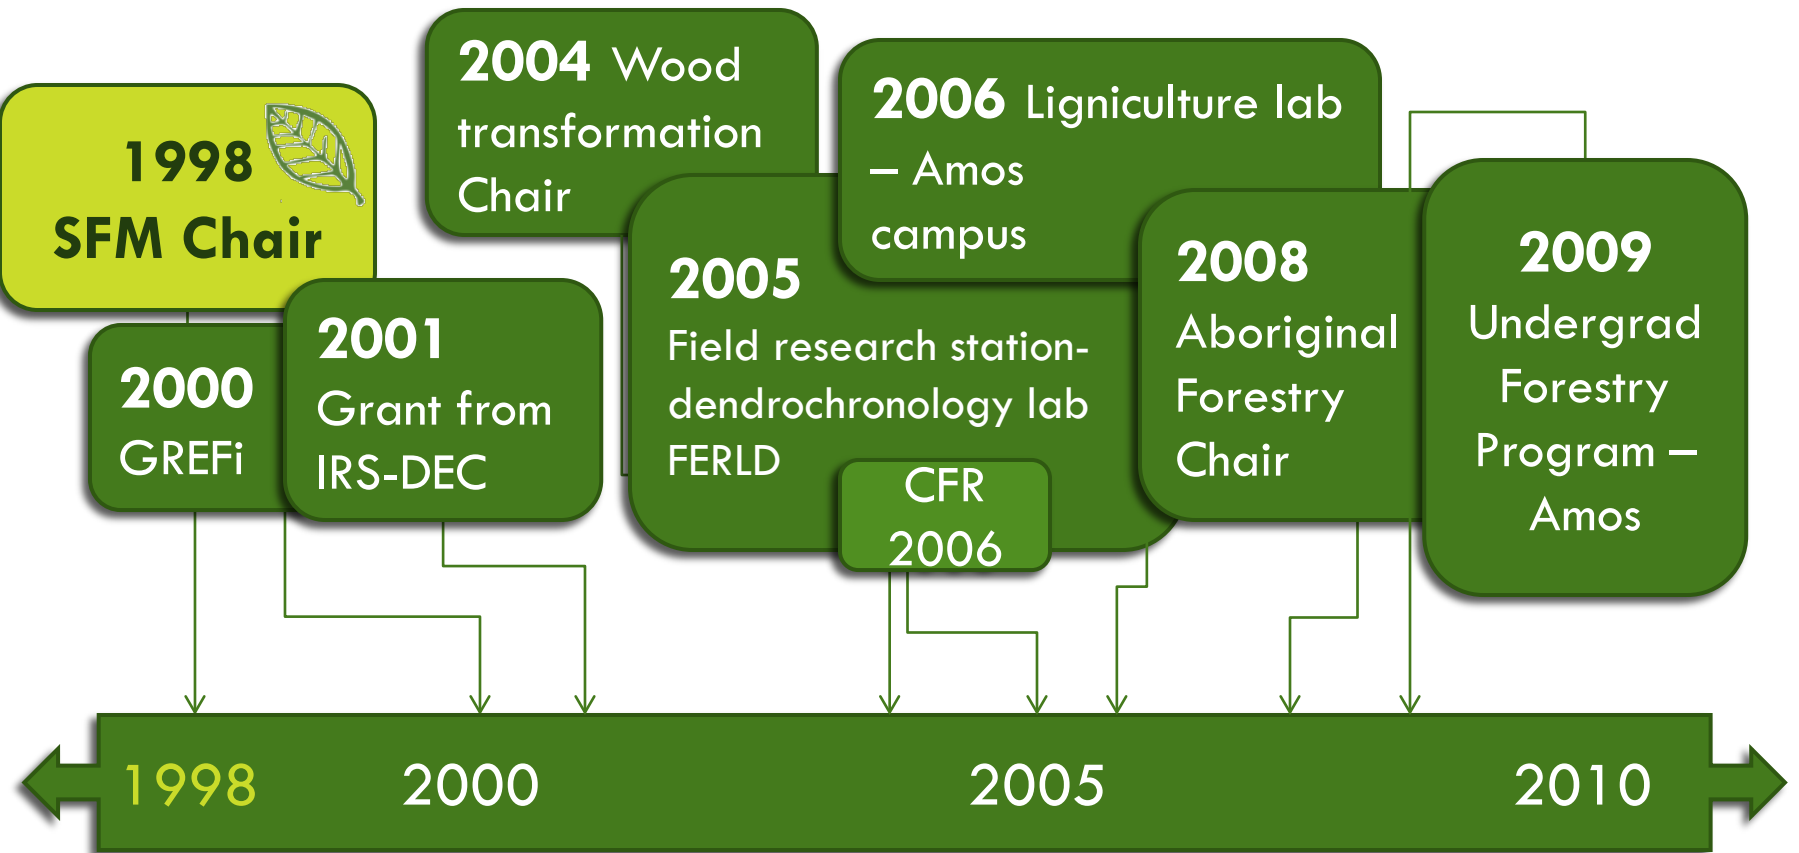 1998
SFM Chair
2000
GREFi
2001
Grant from
IRS-DEC
2004 Wood
transformation
Chair
2005
Field research station-
dendrochronology lab
FERLD
CFR
2006
2006 Ligniculture lab
– Amos
campus
2008
Aboriginal
Forestry
Chair
2009
Undergrad
Forestry
Program –
Amos
1998
2000
2005
2010